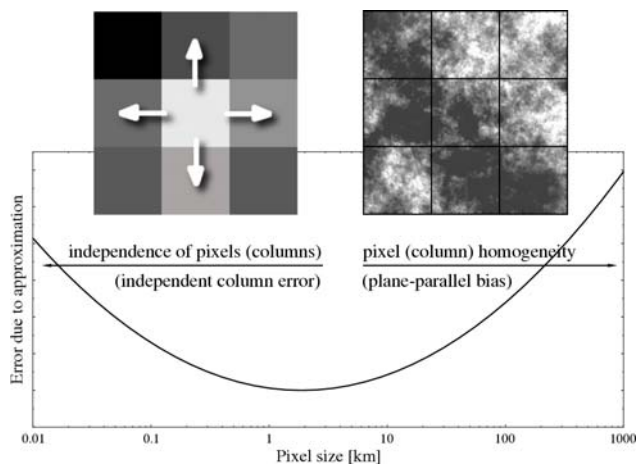 independence of pixels (columns)
(independent column error)
pixel (column) homogeneity
(plane-parallel bias)
Error due to approximation
0.01 0.1 1 10 100 1000
Pixel size [km]